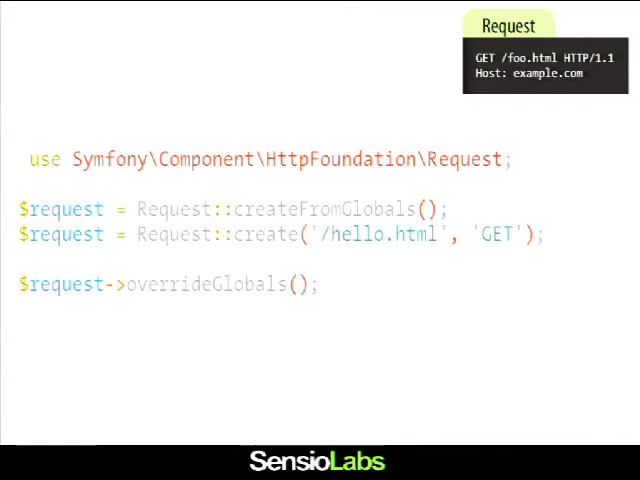 Request
GET /foo.html HTTP/1.1
Host: example.com
use Symfony\Component\HttpFoundation\Request;
$request = Request::createFromGlobals();
$request = Request::create('/hello.html', 'GET');
$request->overrideGlobals();
SensioLabs